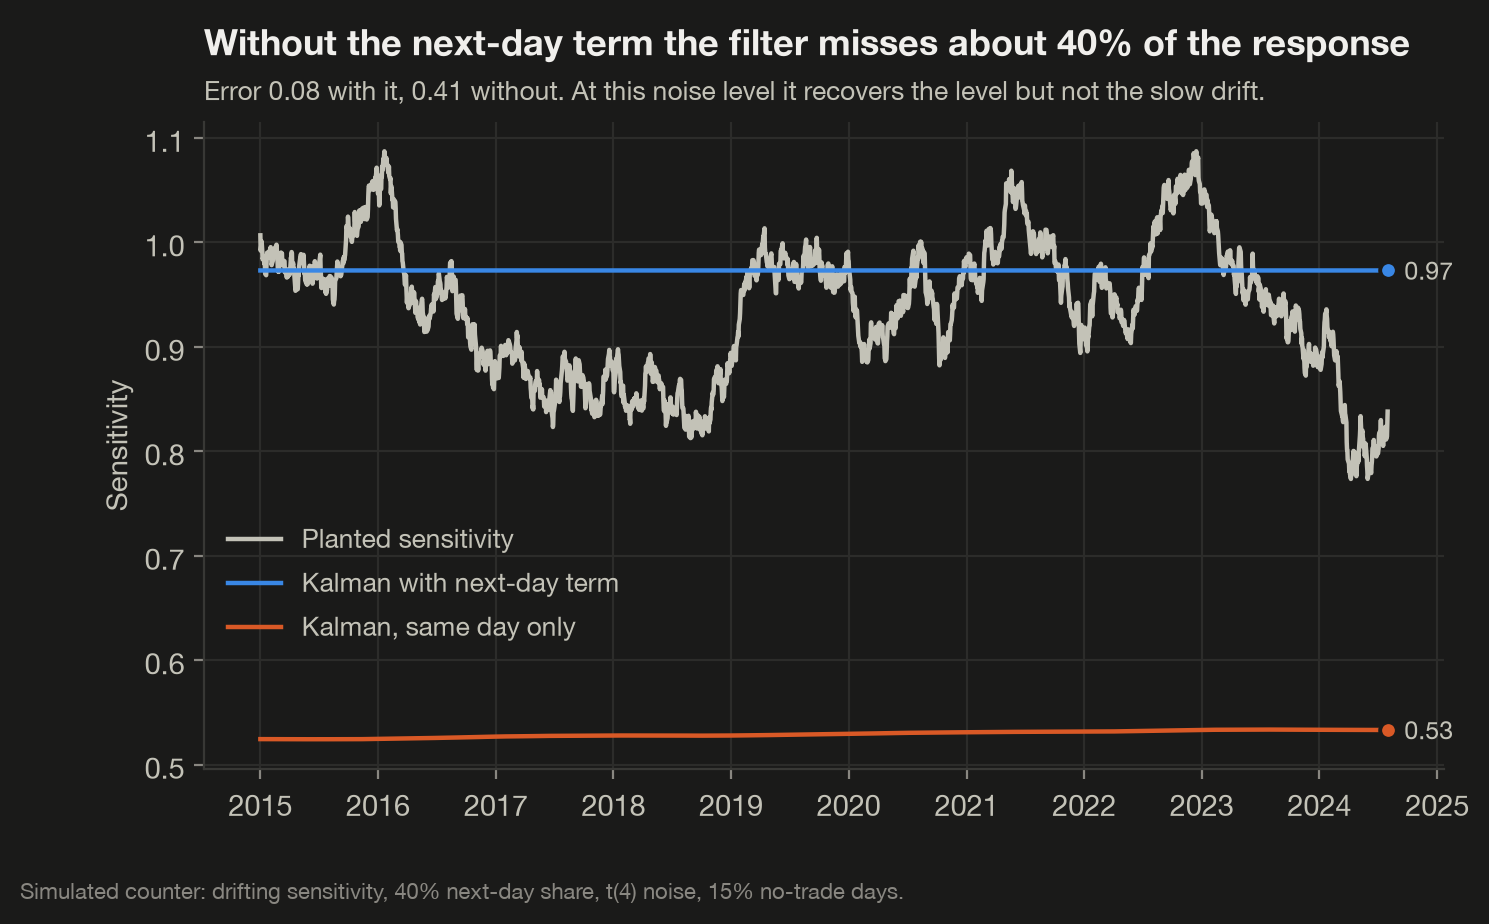 Without the next-day term the filter misses about 40% of the response
Error 0.08 with it, 0.41 without. At this noise level it recovers the level but not the slow drift.
1.1
1.0
0.9
0.8
0.7
0.6
0.5
Sensitivity
0.97
0.53
Planted sensitivity
Kalman with next-day term
Kalman, same day only
2015 2016 2017 2018 2019 2020 2021 2022 2023 2024 2025
Simulated counter: drifting sensitivity, 40% next-day share, t(4) noise, 15% no-trade days.